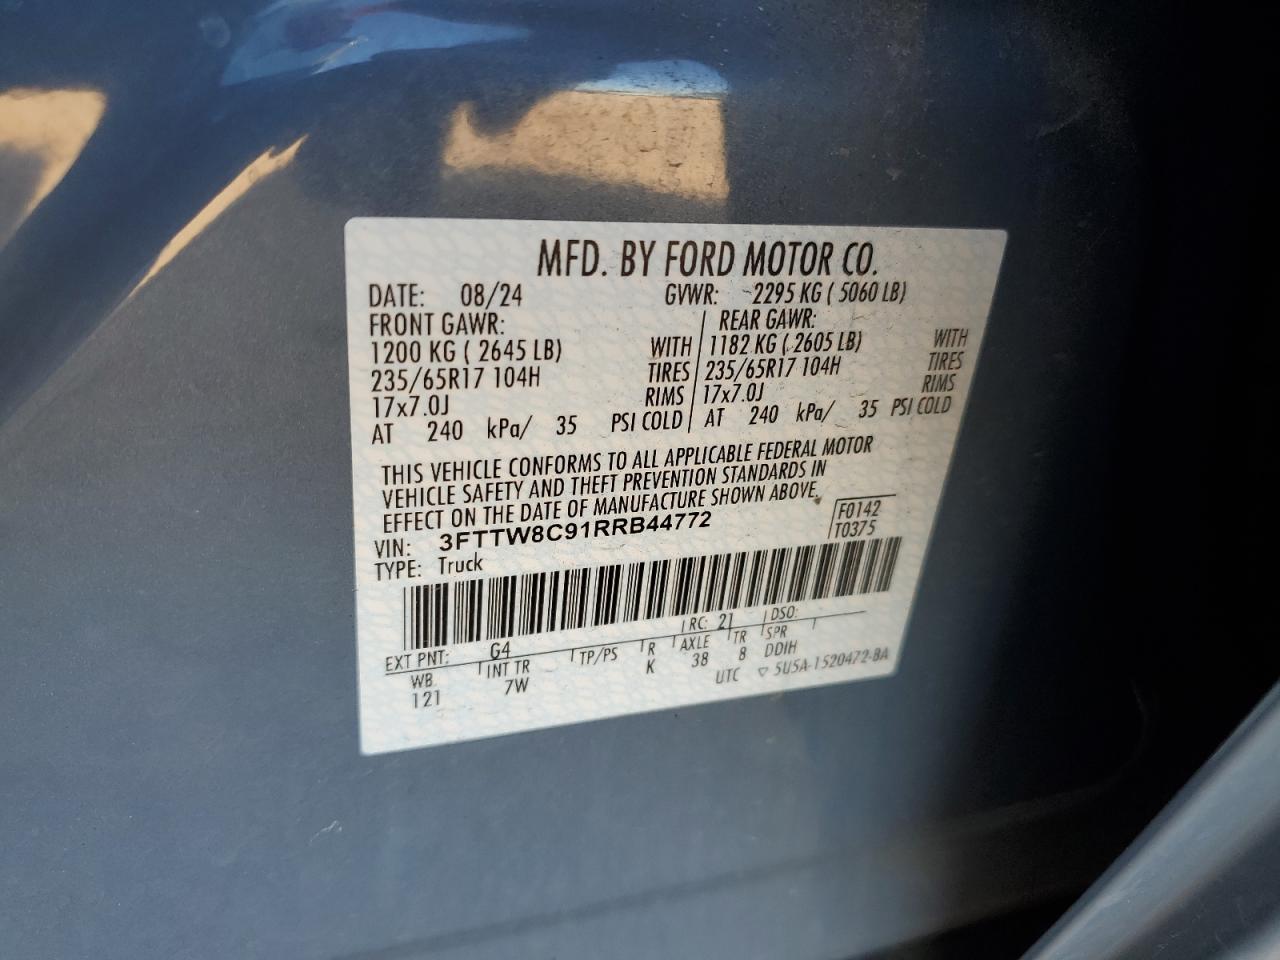 MFD. BY FORD MOTOR CO.
DATE: 08/24 GVWR: 2295 KG ( 5060 LB)
FRONT GAWR: REAR GAWR:
1200 KG ( 2645 LB) WITH 1182 KG ( 2605 LB) WITH
235/65R17 104H TIRES 235/65R17 104H TIRES
17x7.0J RIMS 17x7.0J RIMS
AT 240 kPa/ 35 PSI COLD AT 240 kPa/ 35 PSI COLD
THIS VEHICLE CONFORMS TO ALL APPLICABLE FEDERAL MOTOR
VEHICLE SAFETY AND THEFT PREVENTION STANDARDS IN
EFFECT ON THE DATE OF MANUFACTURE SHOWN ABOVE.
VIN: 3FTTW8C91RRB44772 F0142
TYPE: Truck T0375
EXT PNT: G4 RC: 21 DSO:
WB INT TR TP/PS R AXLE TR SPR
121 7W K 38 8 DDIH
UTC ▽ 5U5A-1520472-BA